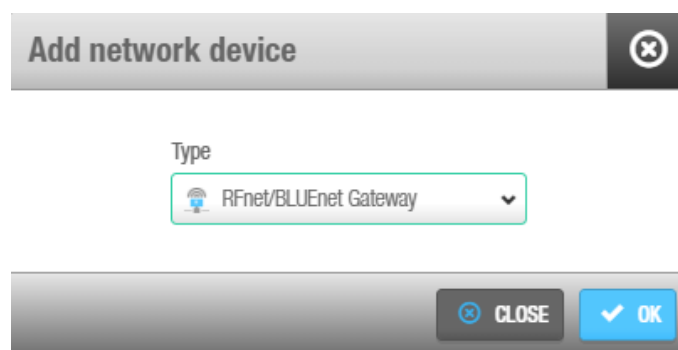 Add network device
Type
RFnet/BLUEnet Gateway
CLOSE
OK